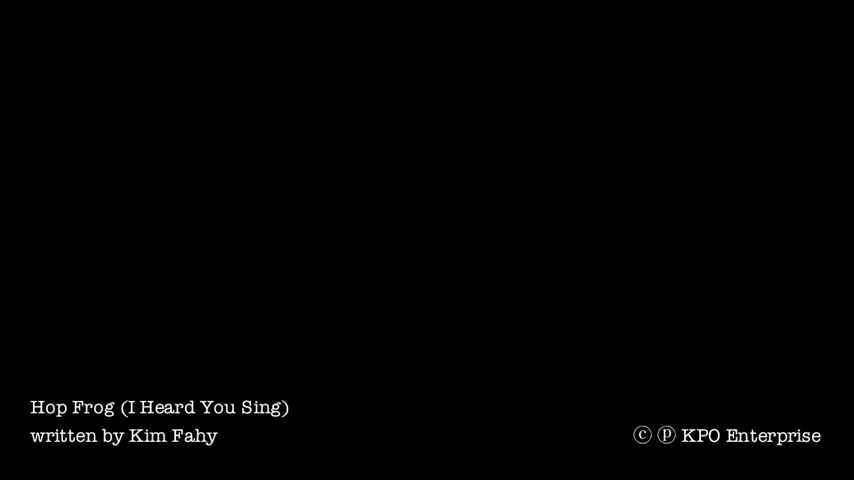 Hop Frog (I Heard You Sing)
written by Kim Fahy
ⓒ ⓟ KPO Enterprise